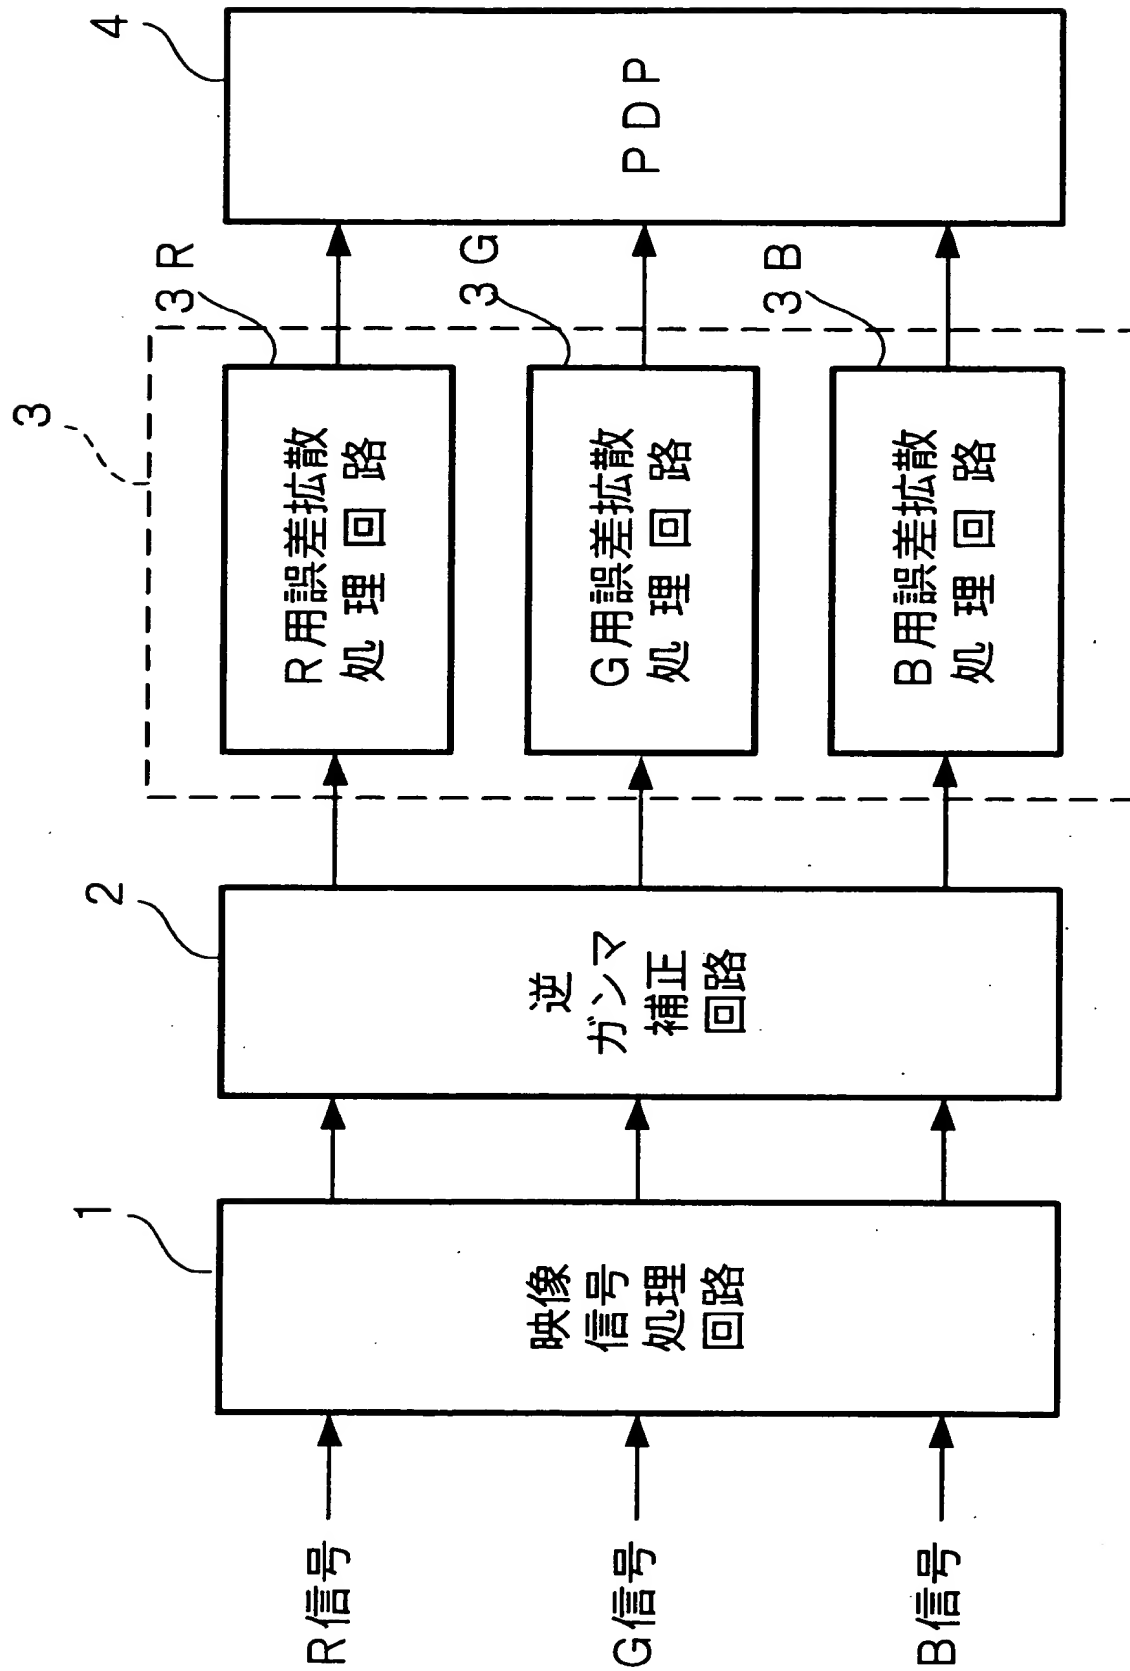 R信号
G信号
B信号
1
映像
信号
処理
回路
2
逆
ガンマ
補正
回路
3
3R
R用誤差拡散
処理回路
3G
G用誤差拡散
処理回路
3B
B用誤差拡散
処理回路
4
PDP